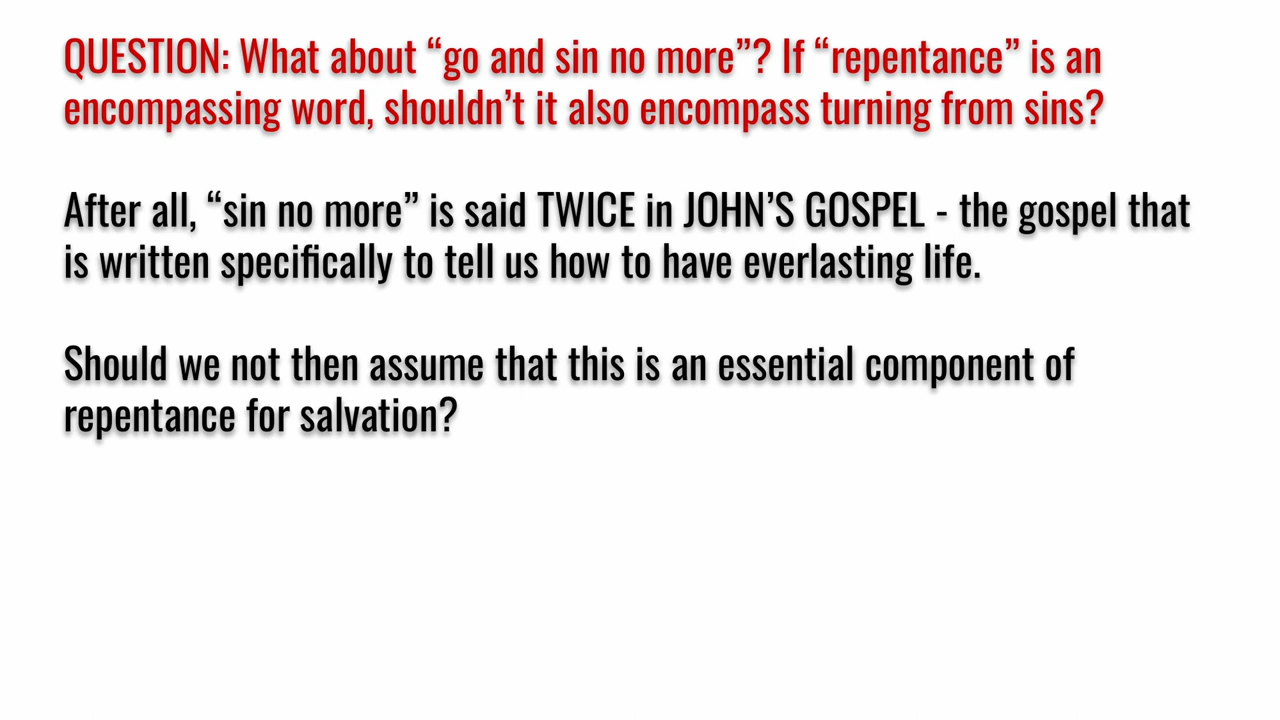 QUESTION: What about “go and sin no more”? If “repentance” is an
encompassing word, shouldn’t it also encompass turning from sins?
After all, “sin no more” is said TWICE in JOHN’S GOSPEL - the gospel that
is written specifically to tell us how to have everlasting life.
Should we not then assume that this is an essential component of
repentance for salvation?